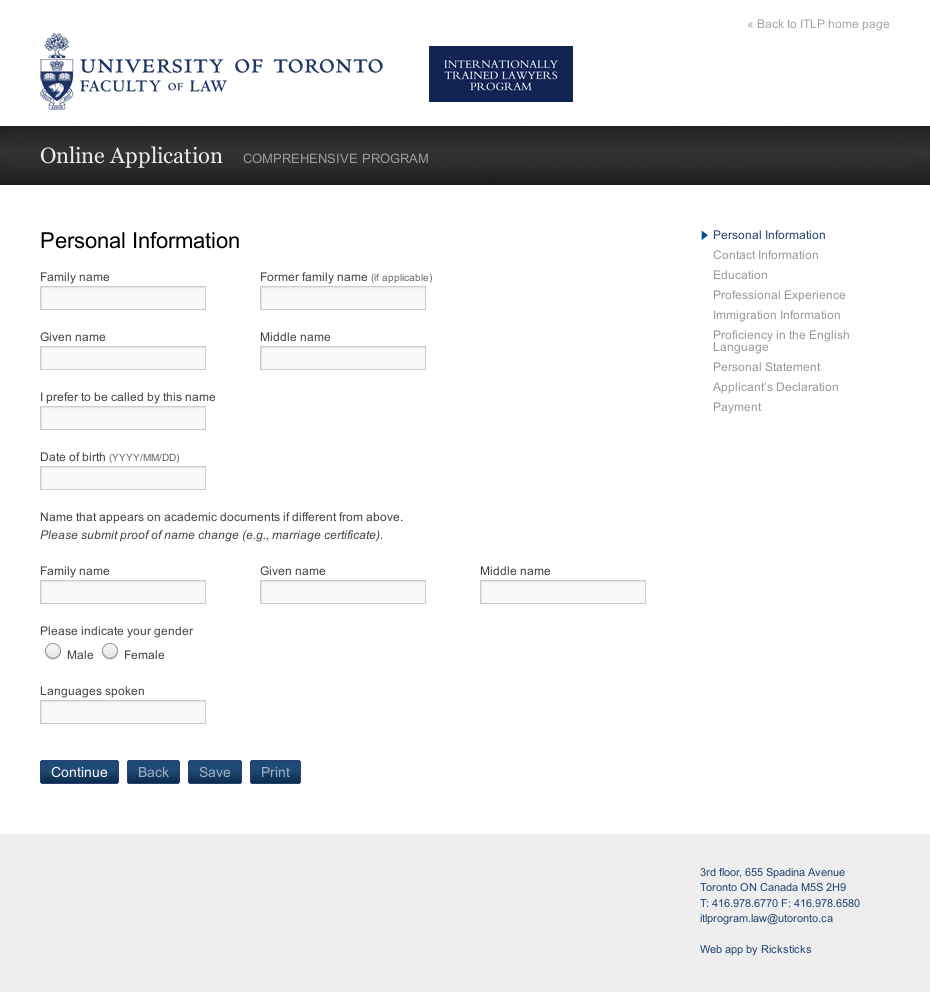 « Back to ITLP home page
UNIVERSITY OF TORONTO
FACULTY OF LAW
INTERNATIONALLY
TRAINED LAWYERS
PROGRAM
Online Application COMPREHENSIVE PROGRAM
Personal Information
Family name Former family name (if applicable)
Given name Middle name
I prefer to be called by this name
Date of birth (YYYY/MM/DD)
Name that appears on academic documents if different from above.
Please submit proof of name change (e.g., marriage certificate).
Family name Given name Middle name
Please indicate your gender
Male Female
Languages spoken
Continue Back Save Print
Personal Information
Contact Information
Education
Professional Experience
Immigration Information
Proficiency in the English
Language
Personal Statement
Applicant's Declaration
Payment
3rd floor, 655 Spadina Avenue
Toronto ON Canada M5S 2H9
T: 416.978.6770 F: 416.978.6580
itlprogram.law@utoronto.ca
Web app by Ricksticks